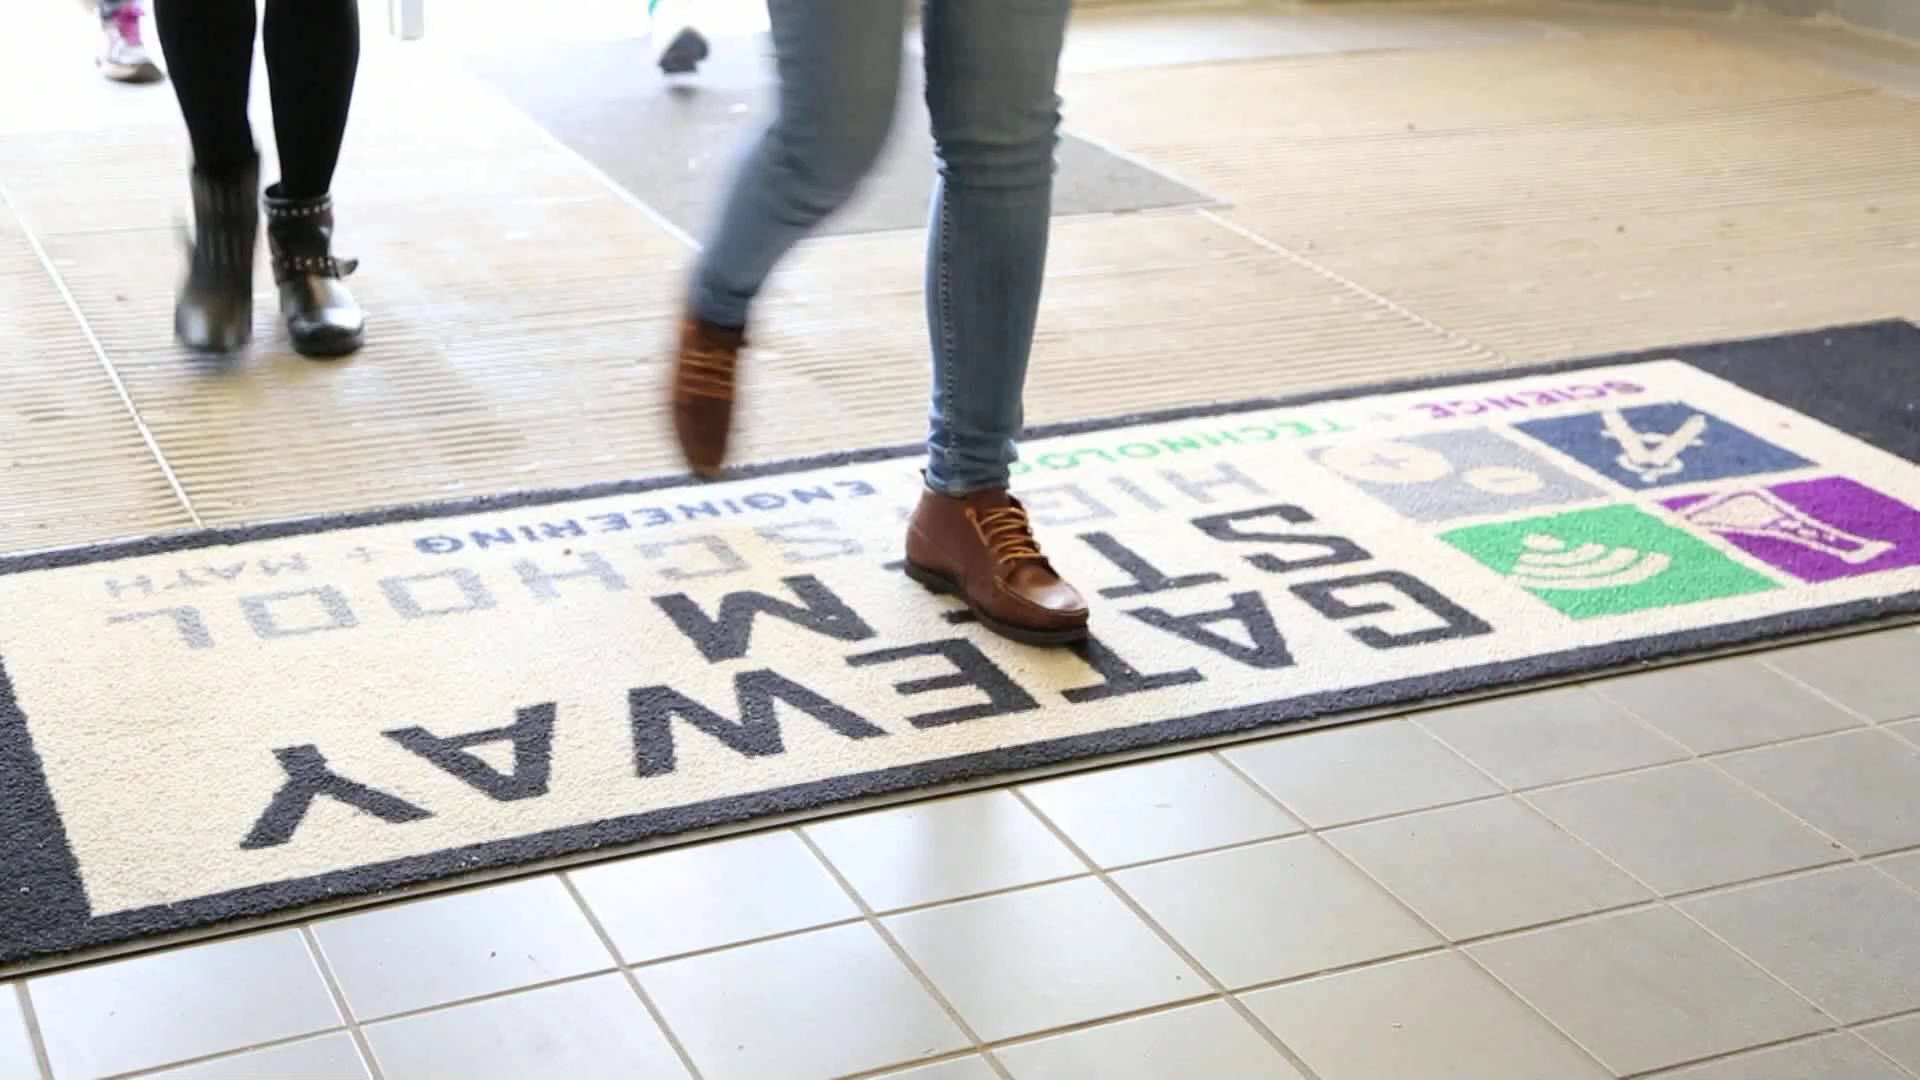 GATEWAY
STEM
HIGH SCHOOL
SCIENCE + TECHNOLOGY + ENGINEERING + MATH